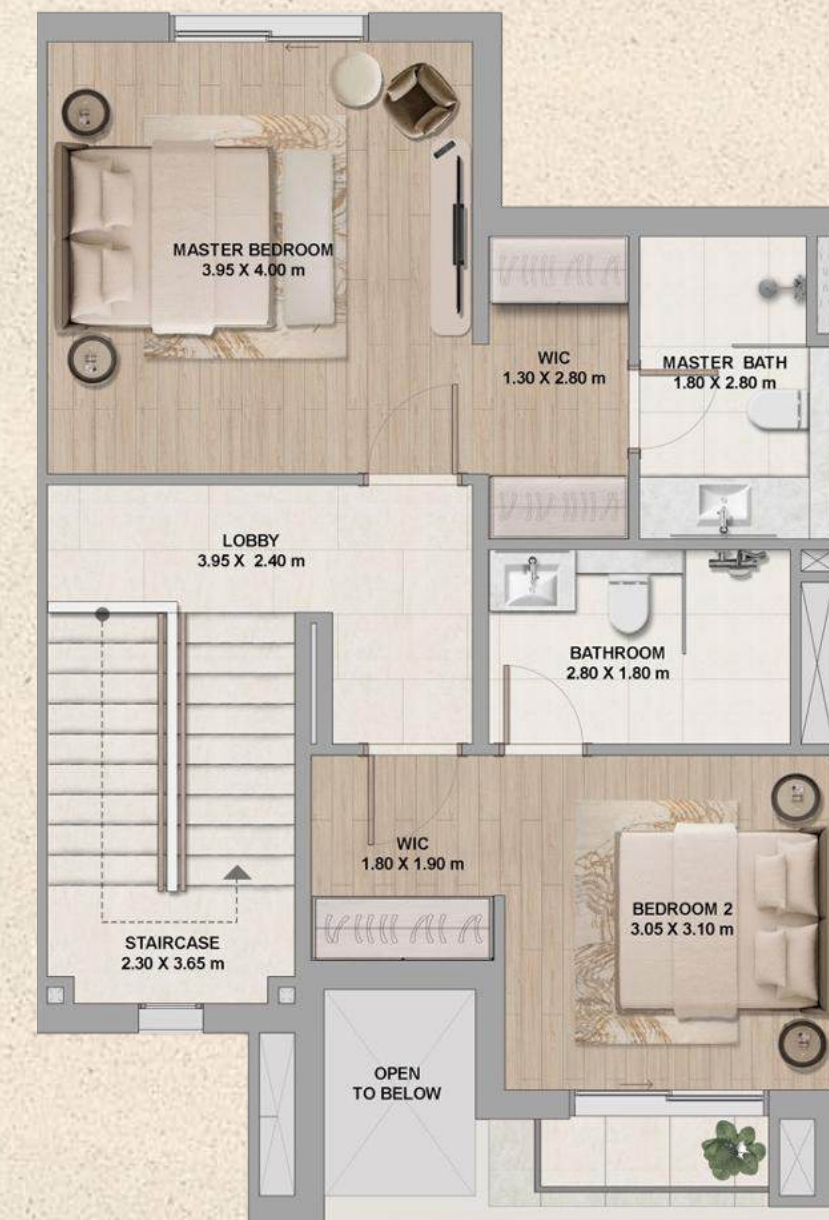 MASTER BEDROOM
3.95 X 4.00 m
WIC
1.30 X 2.80 m
MASTER BATH
1.80 X 2.80 m
LOBBY
3.95 X 2.40 m
BATHROOM
2.80 X 1.80 m
WIC
1.80 X 1.90 m
BEDROOM 2
3.05 X 3.10 m
STAIRCASE
2.30 X 3.65 m
OPEN
TO BELOW